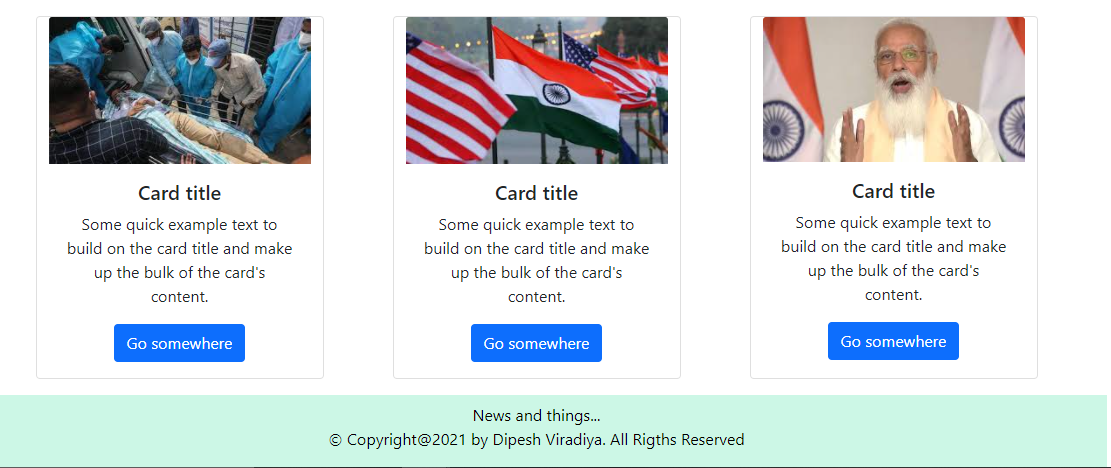 Card title
Some quick example text to
build on the card title and make
up the bulk of the card's
content.
Go somewhere
Card title
Some quick example text to
build on the card title and make
up the bulk of the card's
content.
Go somewhere
Card title
Some quick example text to
build on the card title and make
up the bulk of the card's
content.
Go somewhere
News and things...
© Copyright@2021 by Dipesh Viradiya. All Rigths Reserved